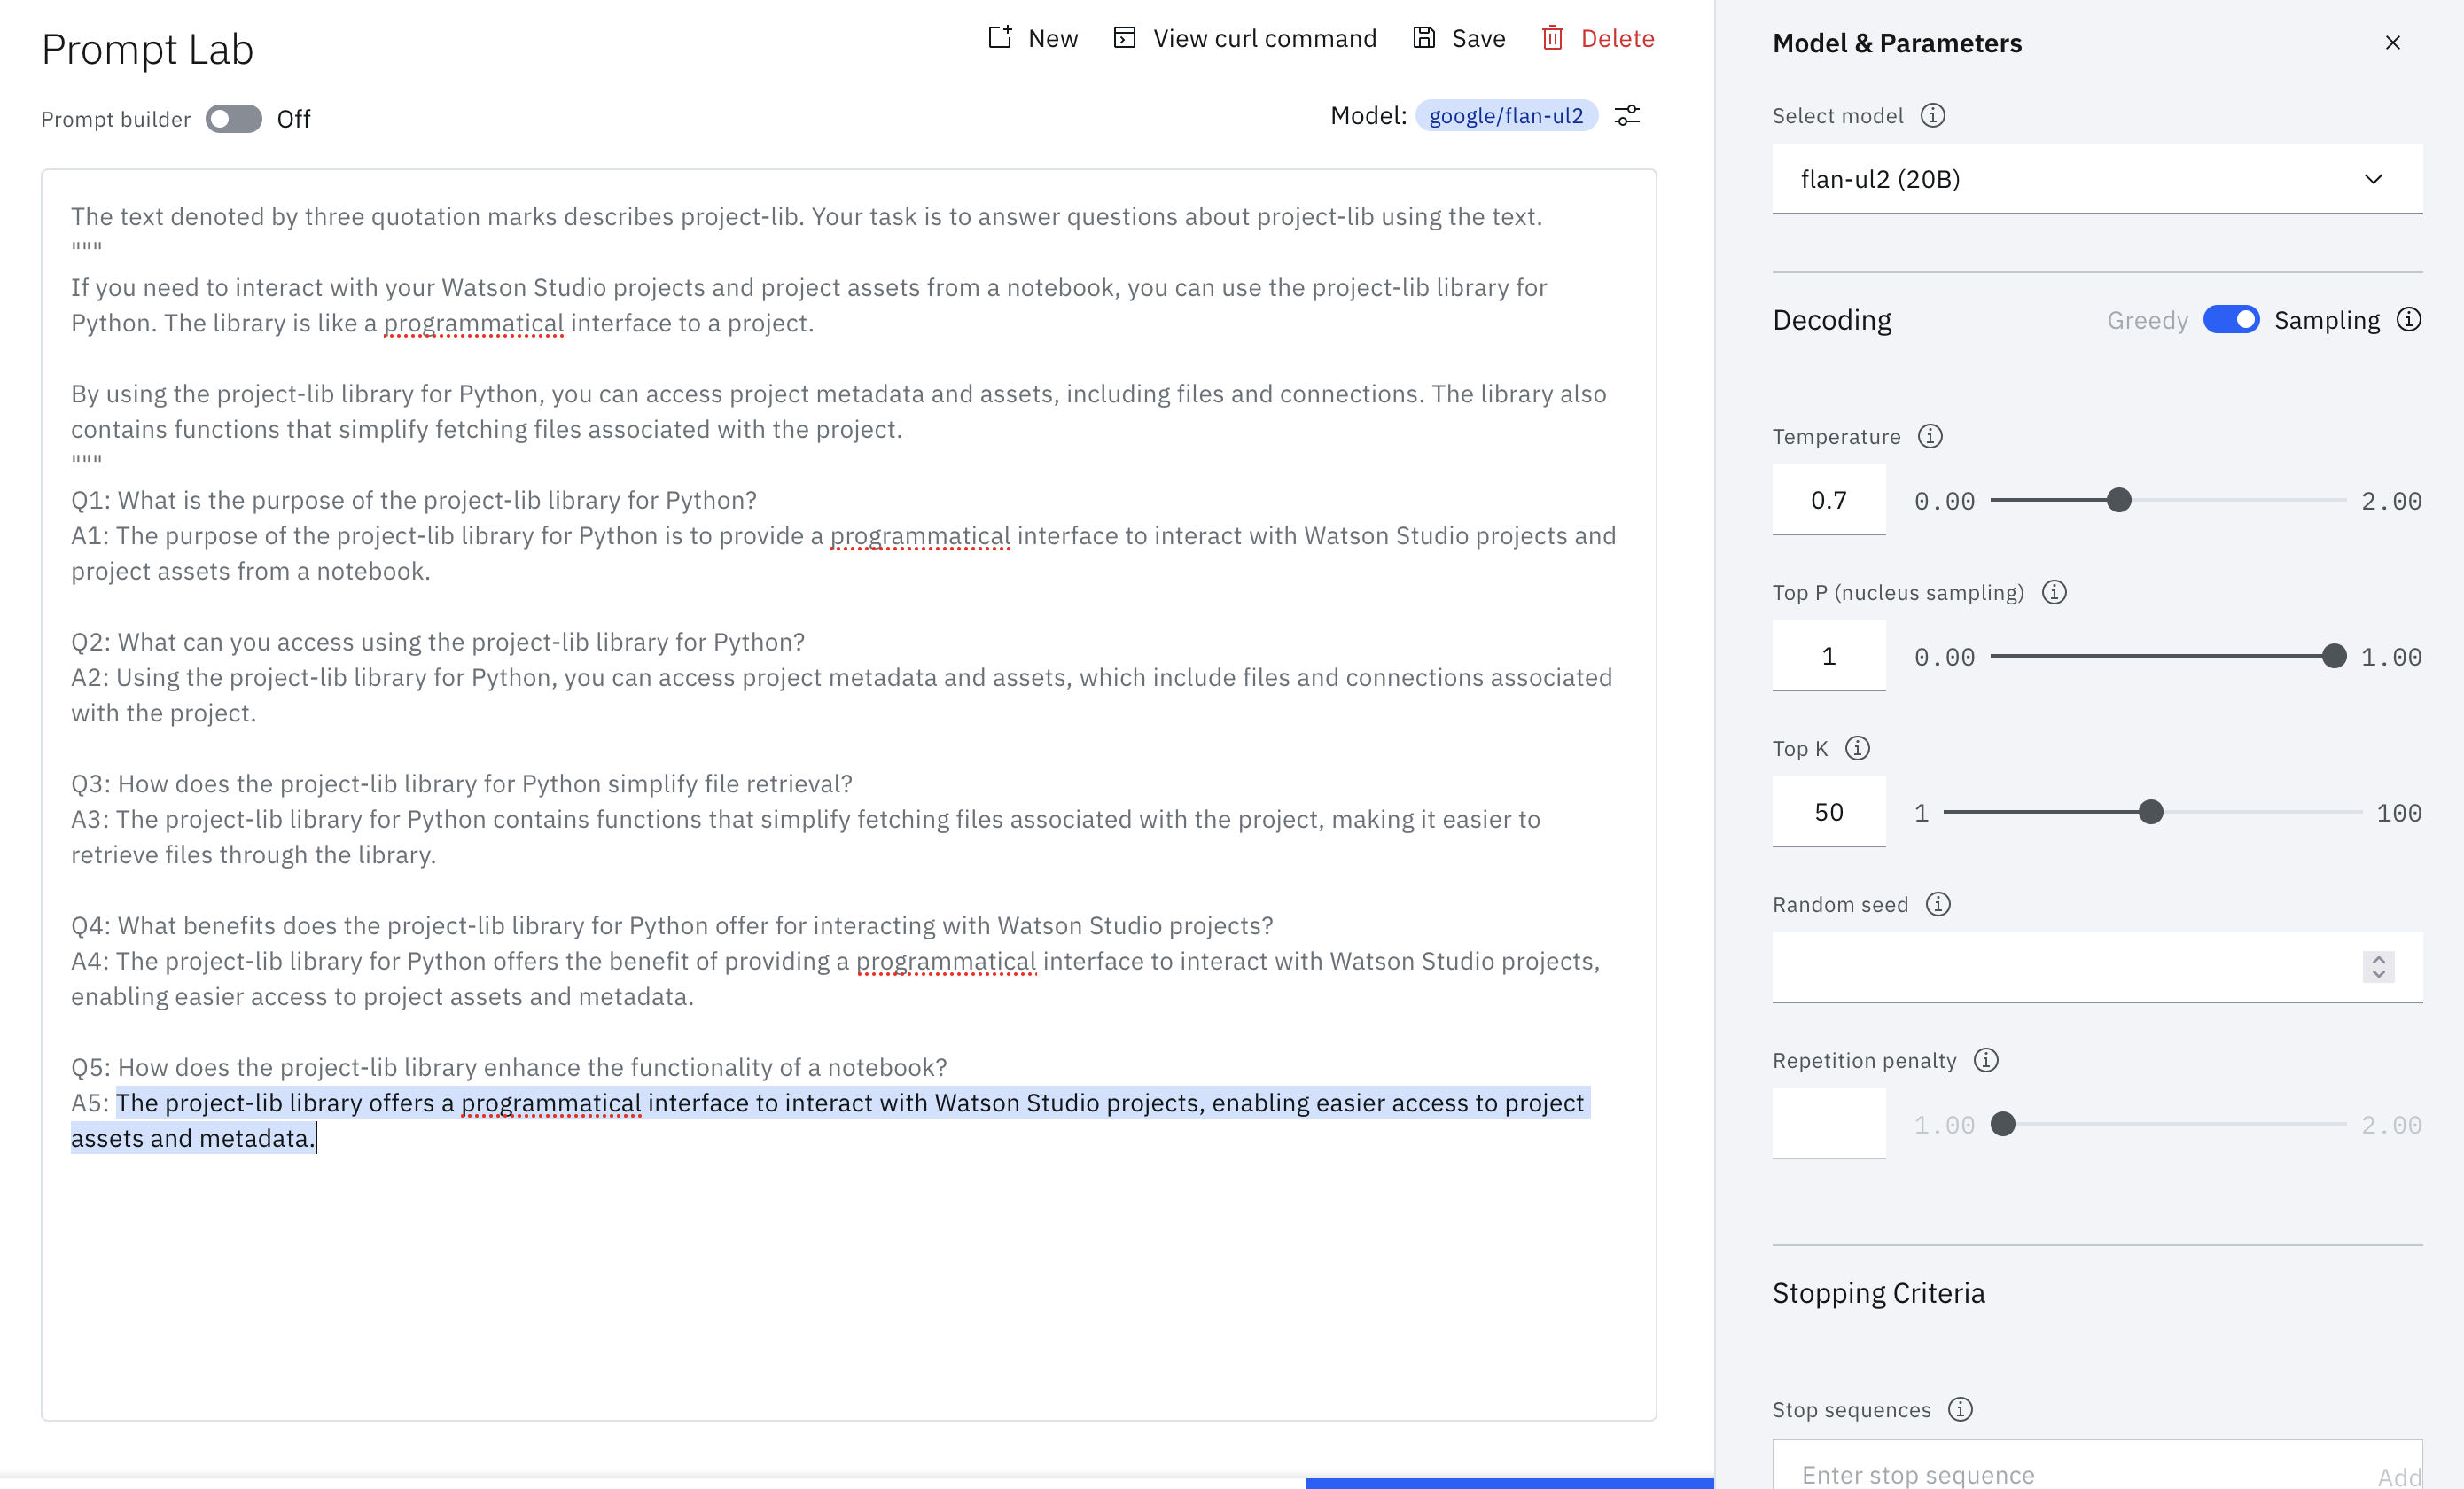 Prompt Lab
New
View curl command
Save
Delete
Prompt builder
Off
Model: google/flan-ul2
The text denoted by three quotation marks describes project-lib. Your task is to answer questions about project-lib using the text.
"""
If you need to interact with your Watson Studio projects and project assets from a notebook, you can use the project-lib library for
Python. The library is like a programmatical interface to a project.
By using the project-lib library for Python, you can access project metadata and assets, including files and connections. The library also
contains functions that simplify fetching files associated with the project.
"""
Q1: What is the purpose of the project-lib library for Python?
A1: The purpose of the project-lib library for Python is to provide a programmatical interface to interact with Watson Studio projects and
project assets from a notebook.
Q2: What can you access using the project-lib library for Python?
A2: Using the project-lib library for Python, you can access project metadata and assets, which include files and connections associated
with the project.
Q3: How does the project-lib library for Python simplify file retrieval?
A3: The project-lib library for Python contains functions that simplify fetching files associated with the project, making it easier to
retrieve files through the library.
Q4: What benefits does the project-lib library for Python offer for interacting with Watson Studio projects?
A4: The project-lib library for Python offers the benefit of providing a programmatical interface to interact with Watson Studio projects,
enabling easier access to project assets and metadata.
Q5: How does the project-lib library enhance the functionality of a notebook?
A5: The project-lib library offers a programmatical interface to interact with Watson Studio projects, enabling easier access to project
assets and metadata.
Model & Parameters
Select model
flan-ul2 (20B)
Decoding
Greedy
Sampling
Temperature
0.7
0.00
2.00
Top P (nucleus sampling)
1
0.00
1.00
Top K
50
1
100
Random seed
Repetition penalty
1.00
2.00
Stopping Criteria
Stop sequences
Enter stop sequence
Add